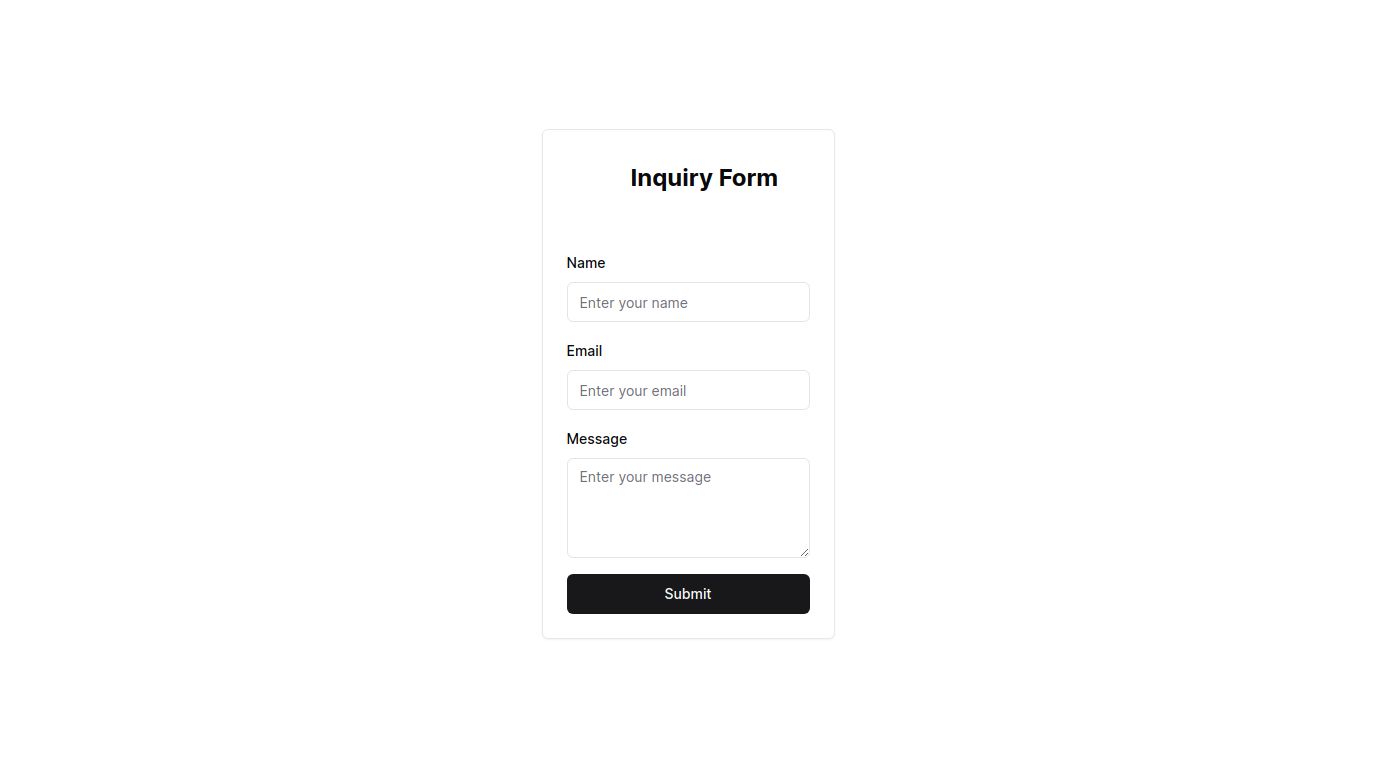 Inquiry Form
Name
Enter your name
Email
Enter your email
Message
Enter your message
Submit